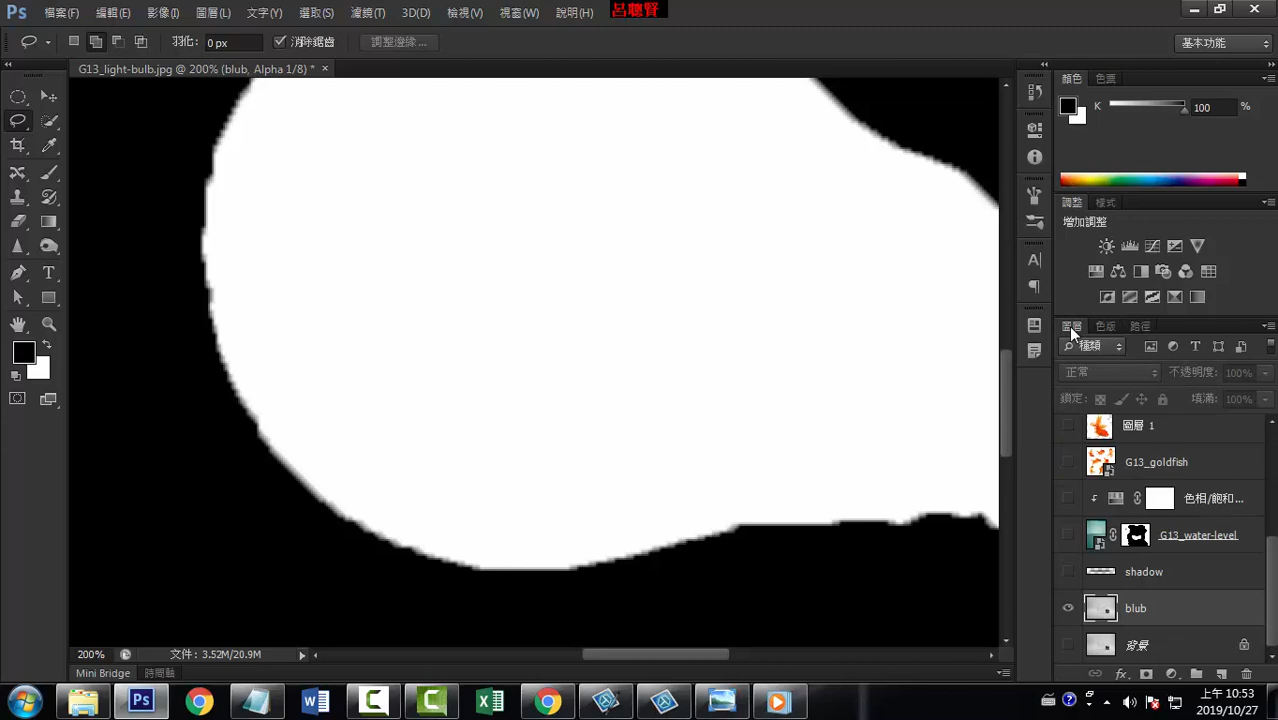 Ps 檔案(F) 編輯(E) 影像(I) 圖層(L) 文字(Y) 選取(S) 濾鏡(T) 3D(D) 檢視(V) 視窗(W) 說明(H) 呂聰賢
羽化: 0 px 消除鋸齒 調整邊緣... 基本功能
G13_light-bulb.jpg @ 200% (blub, Alpha 1/8) * ×
顏色 色票
K 100 %
調整 樣式
增加調整
圖層 色版 路徑
種類
正常 不透明度: 100%
鎖定: 填滿: 100%
圖層 1
G13_goldfish
色相/飽和...
G13_water-level
shadow
blub
背景
200% 文件: 3.52M/20.9M
Mini Bridge 時間軸
上午 10:53
2019/10/27